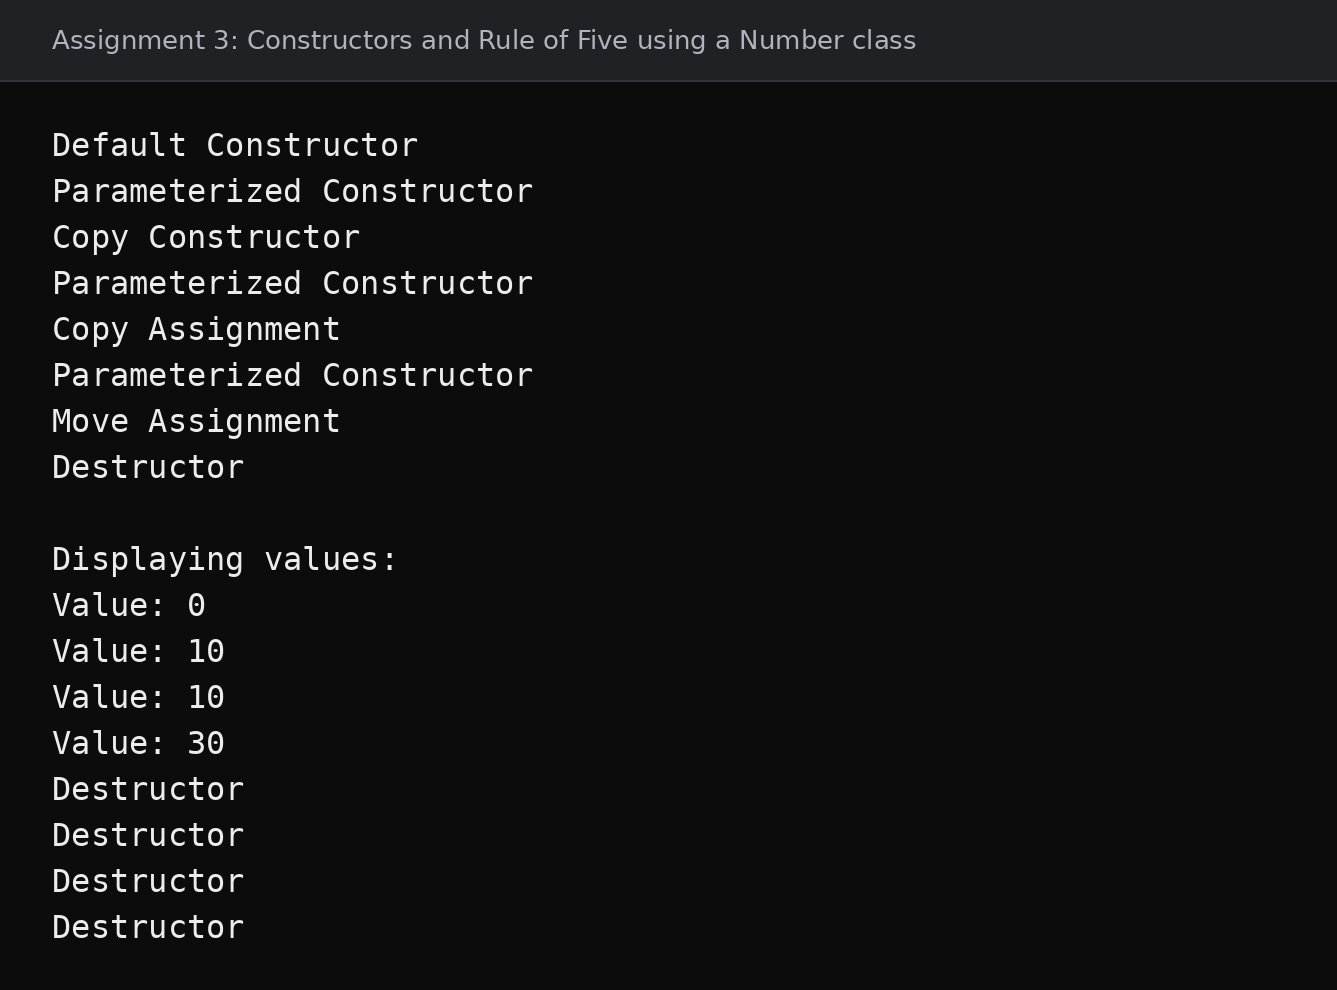 Assignment 3: Constructors and Rule of Five using a Number class
Default Constructor
Parameterized Constructor
Copy Constructor
Parameterized Constructor
Copy Assignment
Parameterized Constructor
Move Assignment
Destructor
Displaying values:
Value: 0
Value: 10
Value: 10
Value: 30
Destructor
Destructor
Destructor
Destructor